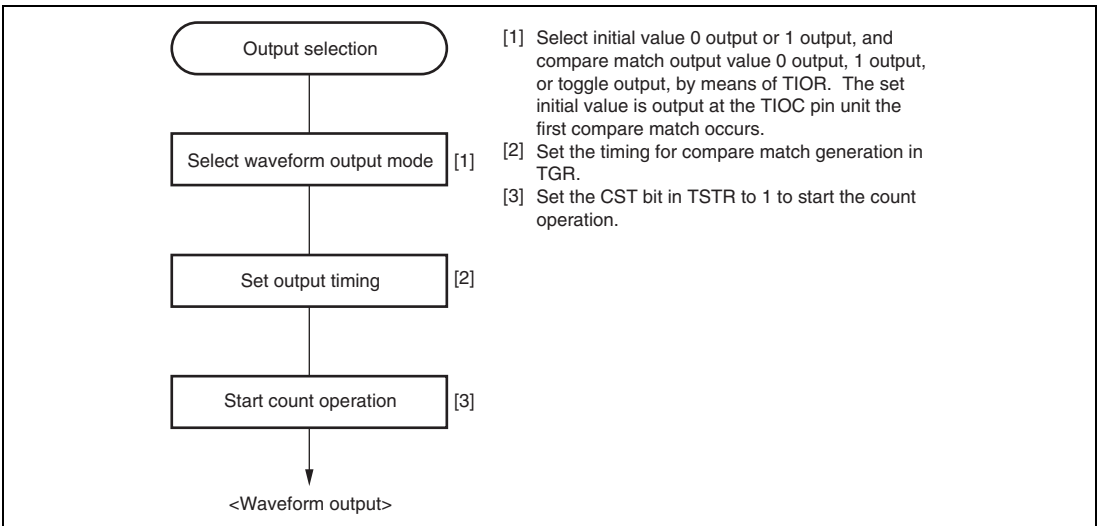 Output selection
Select waveform output mode [1]
Set output timing [2]
Start count operation [3]
<Waveform output>
[1] Select initial value 0 output or 1 output, and
compare match output value 0 output, 1 output,
or toggle output, by means of TIOR. The set
initial value is output at the TIOC pin unit the
first compare match occurs.
[2] Set the timing for compare match generation in
TGR.
[3] Set the CST bit in TSTR to 1 to start the count
operation.